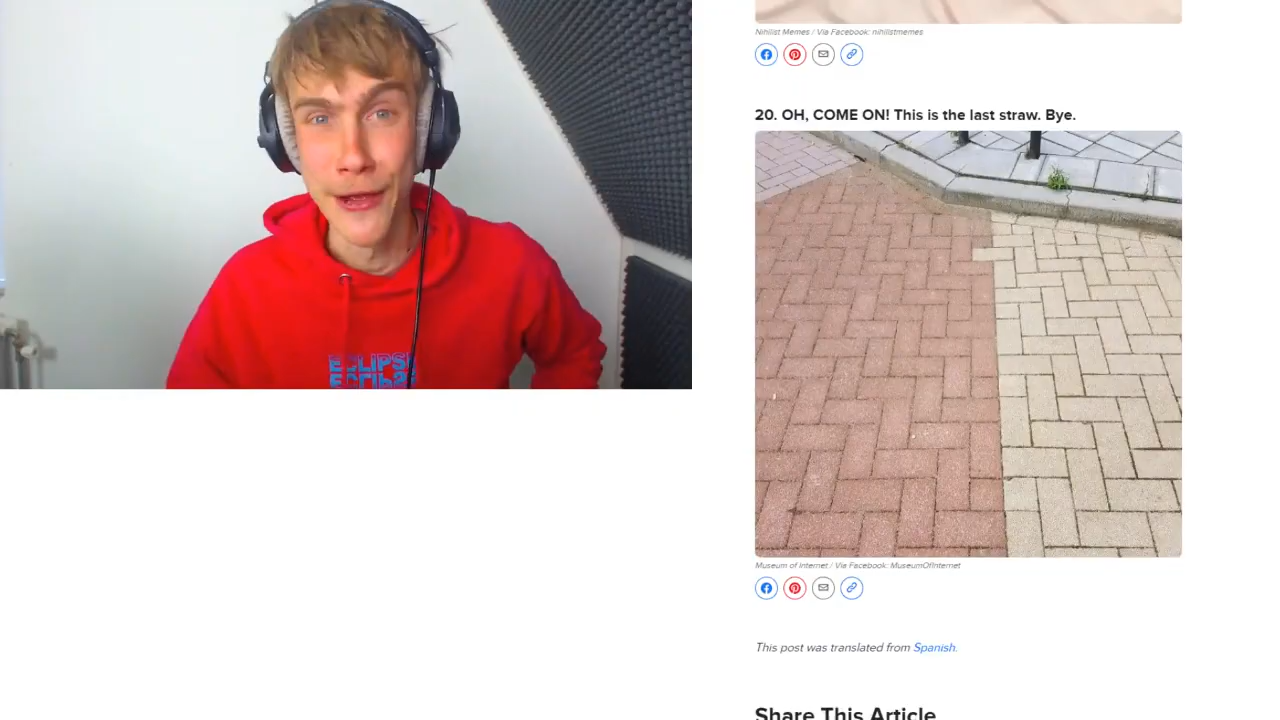 ECLIPSE
Nihilist Memes / Via Facebook: nihilistmemes
20. OH, COME ON! This is the last straw. Bye.
Museum of Internet / Via Facebook: MuseumOfInternet
This post was translated from Spanish.
Share This Article